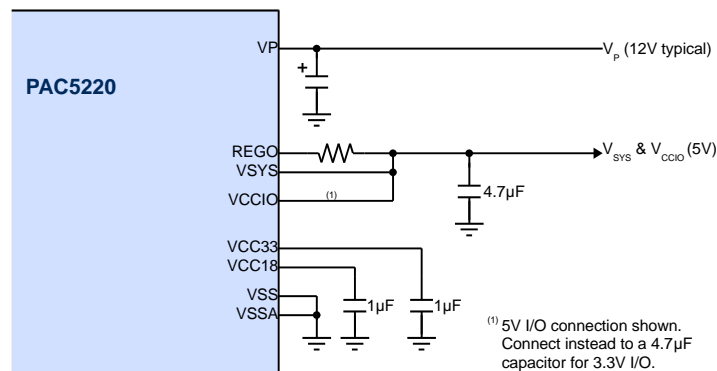 VP
V_P (12V typical)
+
PAC5220
REGO
V_SYS & V_CCIO (5V)
VSYS
4.7µF
VCCIO
(1)
VCC33
VCC18
VSS
1µF
1µF
VSSA
(1) 5V I/O connection shown.
Connect instead to a 4.7µF
capacitor for 3.3V I/O.